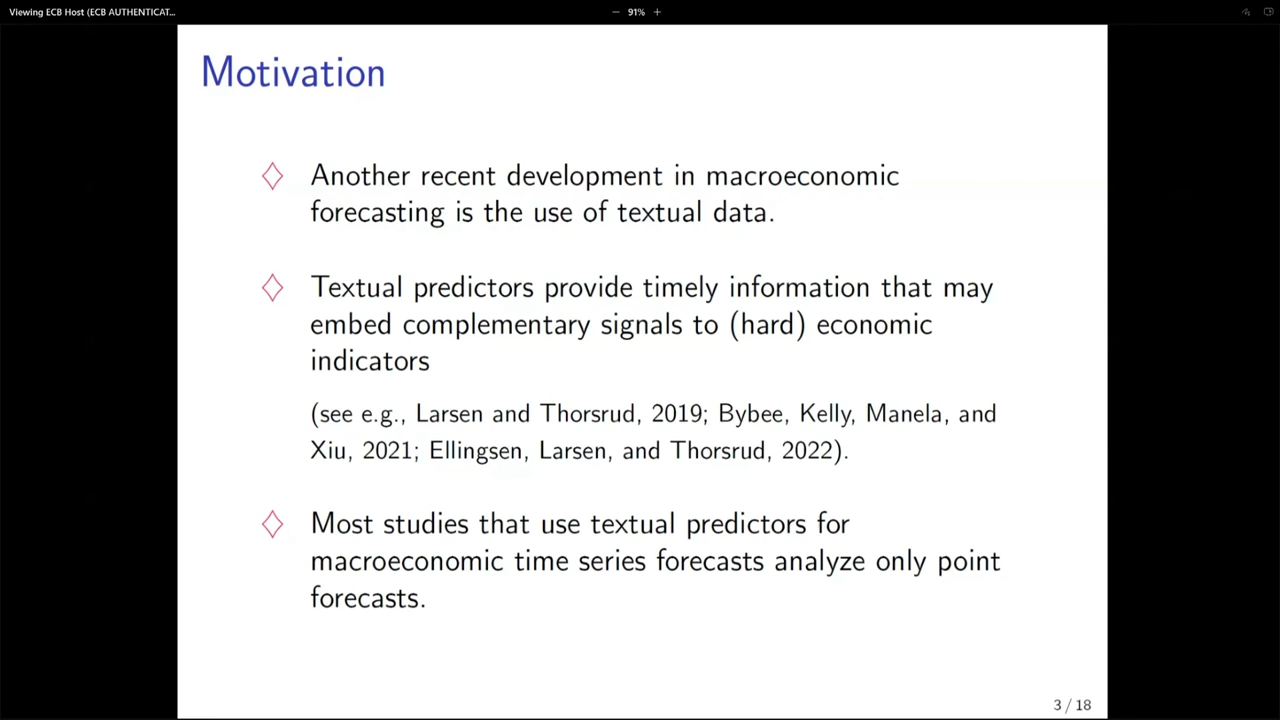 Viewing ECB Host (ECB AUTHENTICAT...
− 91% +
Motivation
Another recent development in macroeconomic
forecasting is the use of textual data.
Textual predictors provide timely information that may
embed complementary signals to (hard) economic
indicators
(see e.g., Larsen and Thorsrud, 2019; Bybee, Kelly, Manela, and
Xiu, 2021; Ellingsen, Larsen, and Thorsrud, 2022).
Most studies that use textual predictors for
macroeconomic time series forecasts analyze only point
forecasts.
3 / 18